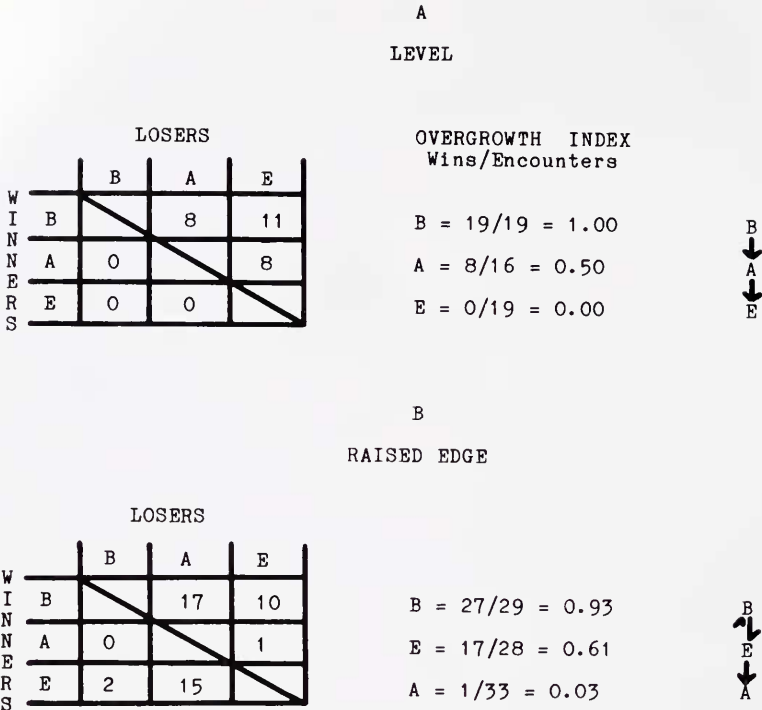 A
LEVEL
LOSERS
OVERGROWTH INDEX
Wins/Encounters
B A E
WINNERS
B 8 11
A 0 8
E 0 0
B = 19/19 = 1.00
A = 8/16 = 0.50
E = 0/19 = 0.00
B
A
E
B
RAISED EDGE
LOSERS
B A E
WINNERS
B 17 10
A 0 1
E 2 15
B = 27/29 = 0.93
E = 17/28 = 0.61
A = 1/33 = 0.03
B
E
A